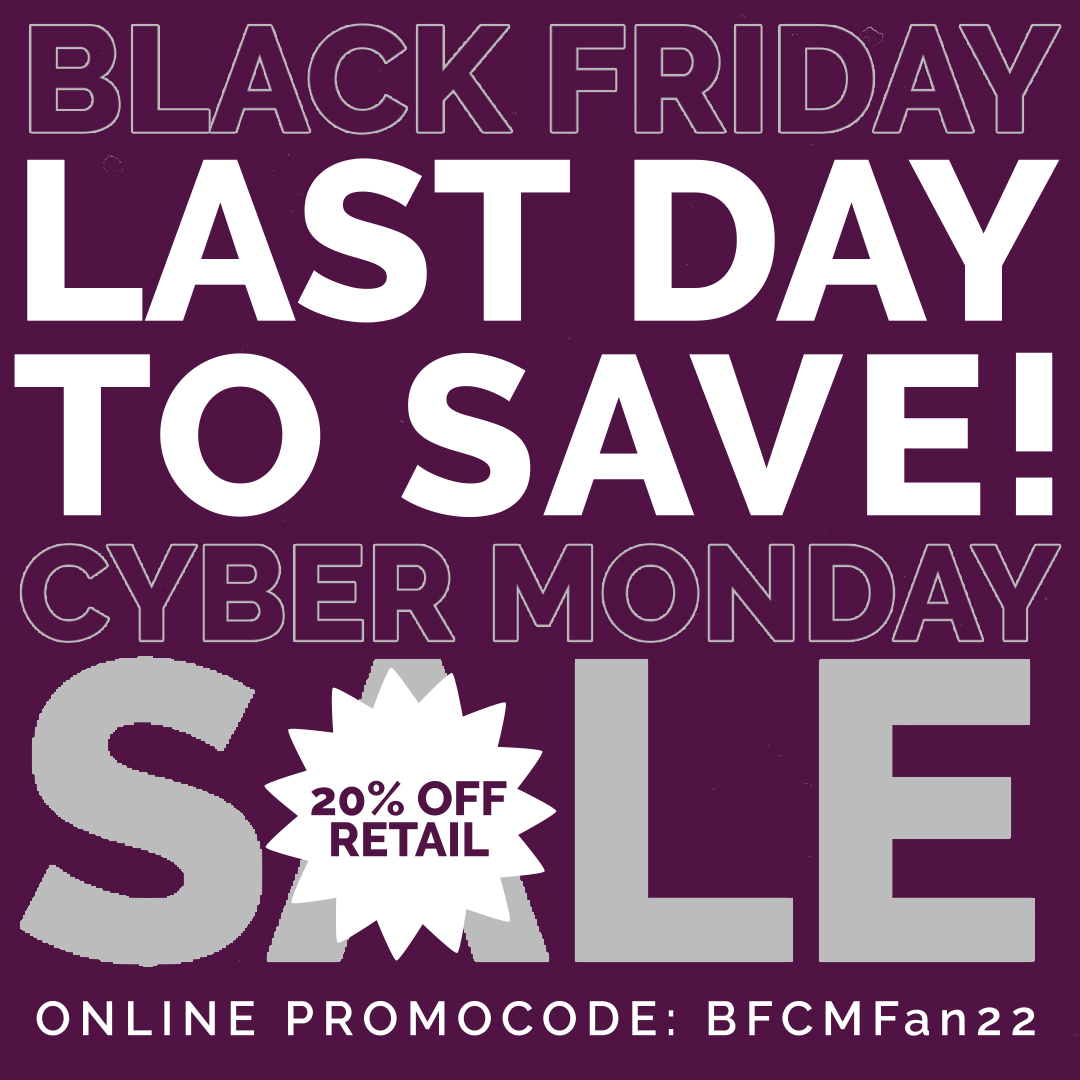 BLACK FRIDAY
LAST DAY
TO SAVE!
CYBER MONDAY
SALE
20% OFF
RETAIL
ONLINE PROMOCODE: BFCMFan22